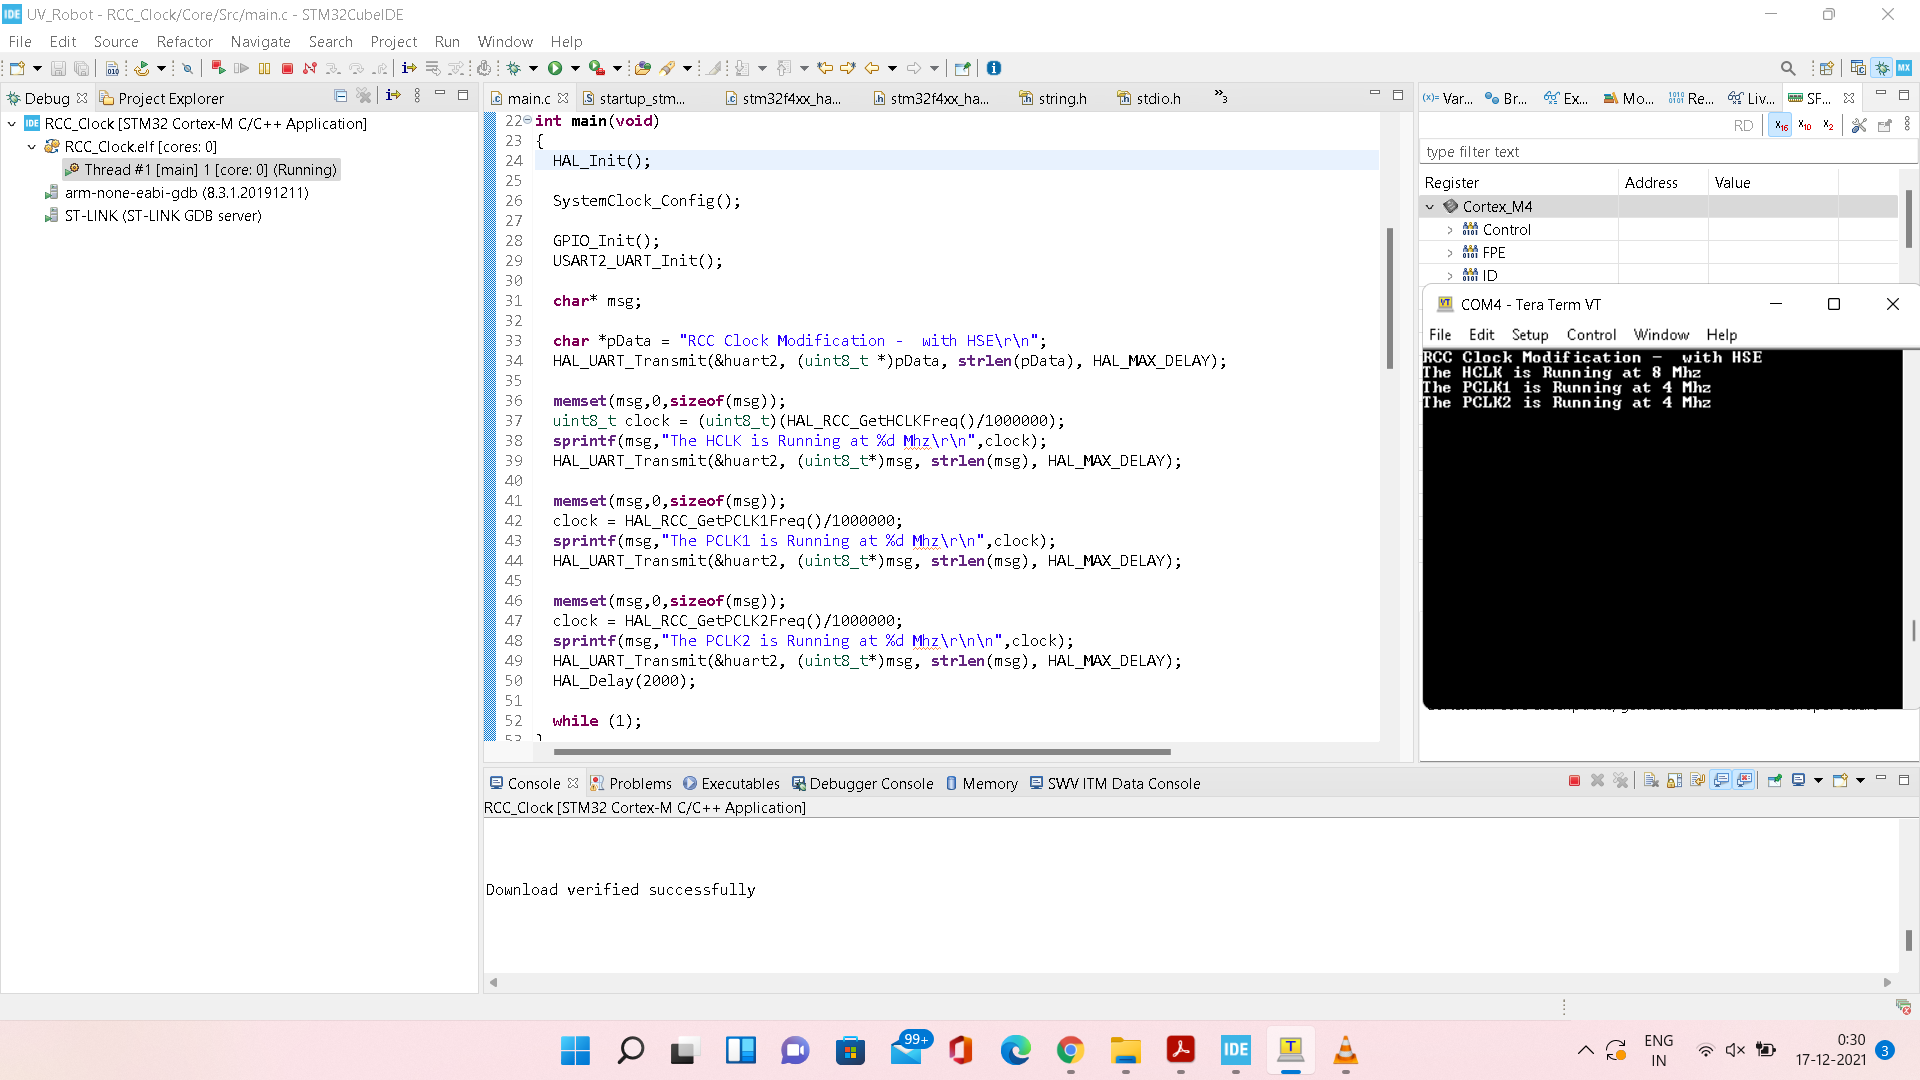 IDE UV_Robot - RCC_Clock/Core/Src/main.c - STM32CubeIDE
File Edit Source Refactor Navigate Search Project Run Window Help
Debug Project Explorer
RCC_Clock [STM32 Cortex-M C/C++ Application]
RCC_Clock.elf [cores: 0]
Thread #1 [main] 1 [core: 0] (Running)
arm-none-eabi-gdb (8.3.1.20191211)
ST-LINK (ST-LINK GDB server)
main.c startup_stm... stm32f4xx_ha... stm32f4xx_ha... string.h stdio.h »3
22 int main(void)
23 {
24 HAL_Init();
25
26 SystemClock_Config();
27
28 GPIO_Init();
29 USART2_UART_Init();
30
31 char* msg;
32
33 char *pData = "RCC Clock Modification -  with HSE\r\n";
34 HAL_UART_Transmit(&huart2, (uint8_t *)pData, strlen(pData), HAL_MAX_DELAY);
35
36 memset(msg,0,sizeof(msg));
37 uint8_t clock = (uint8_t)(HAL_RCC_GetHCLKFreq()/1000000);
38 sprintf(msg,"The HCLK is Running at %d Mhz\r\n",clock);
39 HAL_UART_Transmit(&huart2, (uint8_t*)msg, strlen(msg), HAL_MAX_DELAY);
40
41 memset(msg,0,sizeof(msg));
42 clock = HAL_RCC_GetPCLK1Freq()/1000000;
43 sprintf(msg,"The PCLK1 is Running at %d Mhz\r\n",clock);
44 HAL_UART_Transmit(&huart2, (uint8_t*)msg, strlen(msg), HAL_MAX_DELAY);
45
46 memset(msg,0,sizeof(msg));
47 clock = HAL_RCC_GetPCLK2Freq()/1000000;
48 sprintf(msg,"The PCLK2 is Running at %d Mhz\r\n\n",clock);
49 HAL_UART_Transmit(&huart2, (uint8_t*)msg, strlen(msg), HAL_MAX_DELAY);
50 HAL_Delay(2000);
51
52 while (1);
53 }
(x)= Var... Br... Ex... Mo... Re... Liv... SF...
RD X16 X10 X2
type filter text
Register Address Value
Cortex_M4
Control
FPE
ID
COM4 - Tera Term VT
File Edit Setup Control Window Help
RCC Clock Modification -  with HSE
The HCLK is Running at 8 Mhz
The PCLK1 is Running at 4 Mhz
The PCLK2 is Running at 4 Mhz
Console Problems Executables Debugger Console Memory SWV ITM Data Console
RCC_Clock [STM32 Cortex-M C/C++ Application]
Download verified successfully
99+
IDE
ENG
IN
0:30
17-12-2021
3